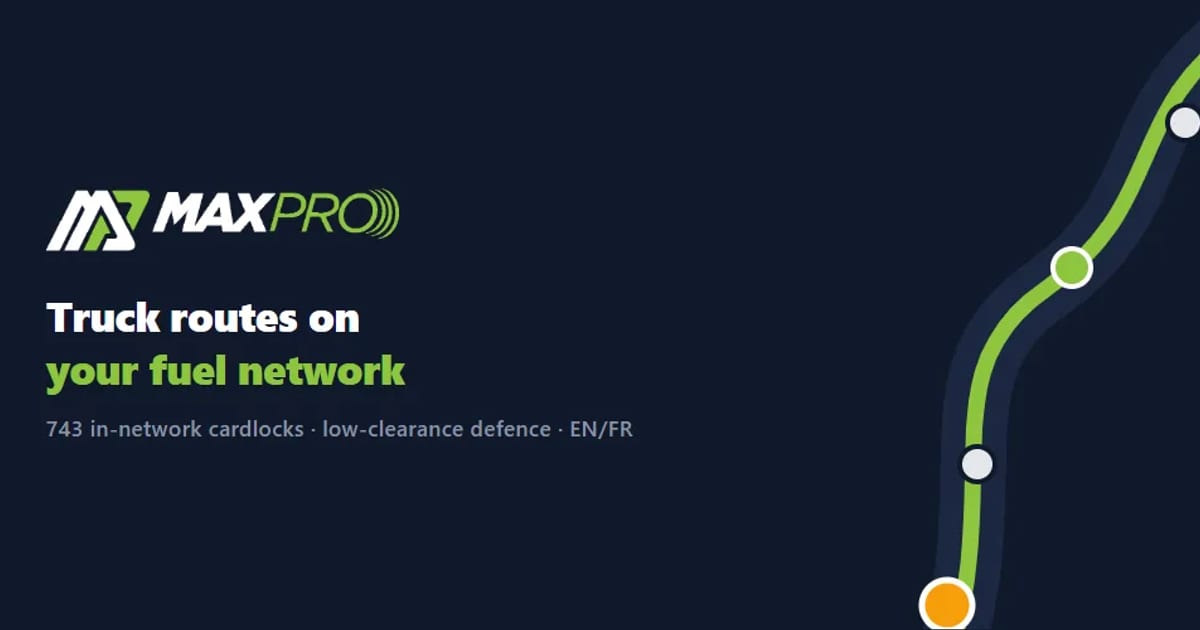 MAXPRO
Truck routes on
your fuel network
743 in-network cardlocks · low-clearance defence · EN/FR